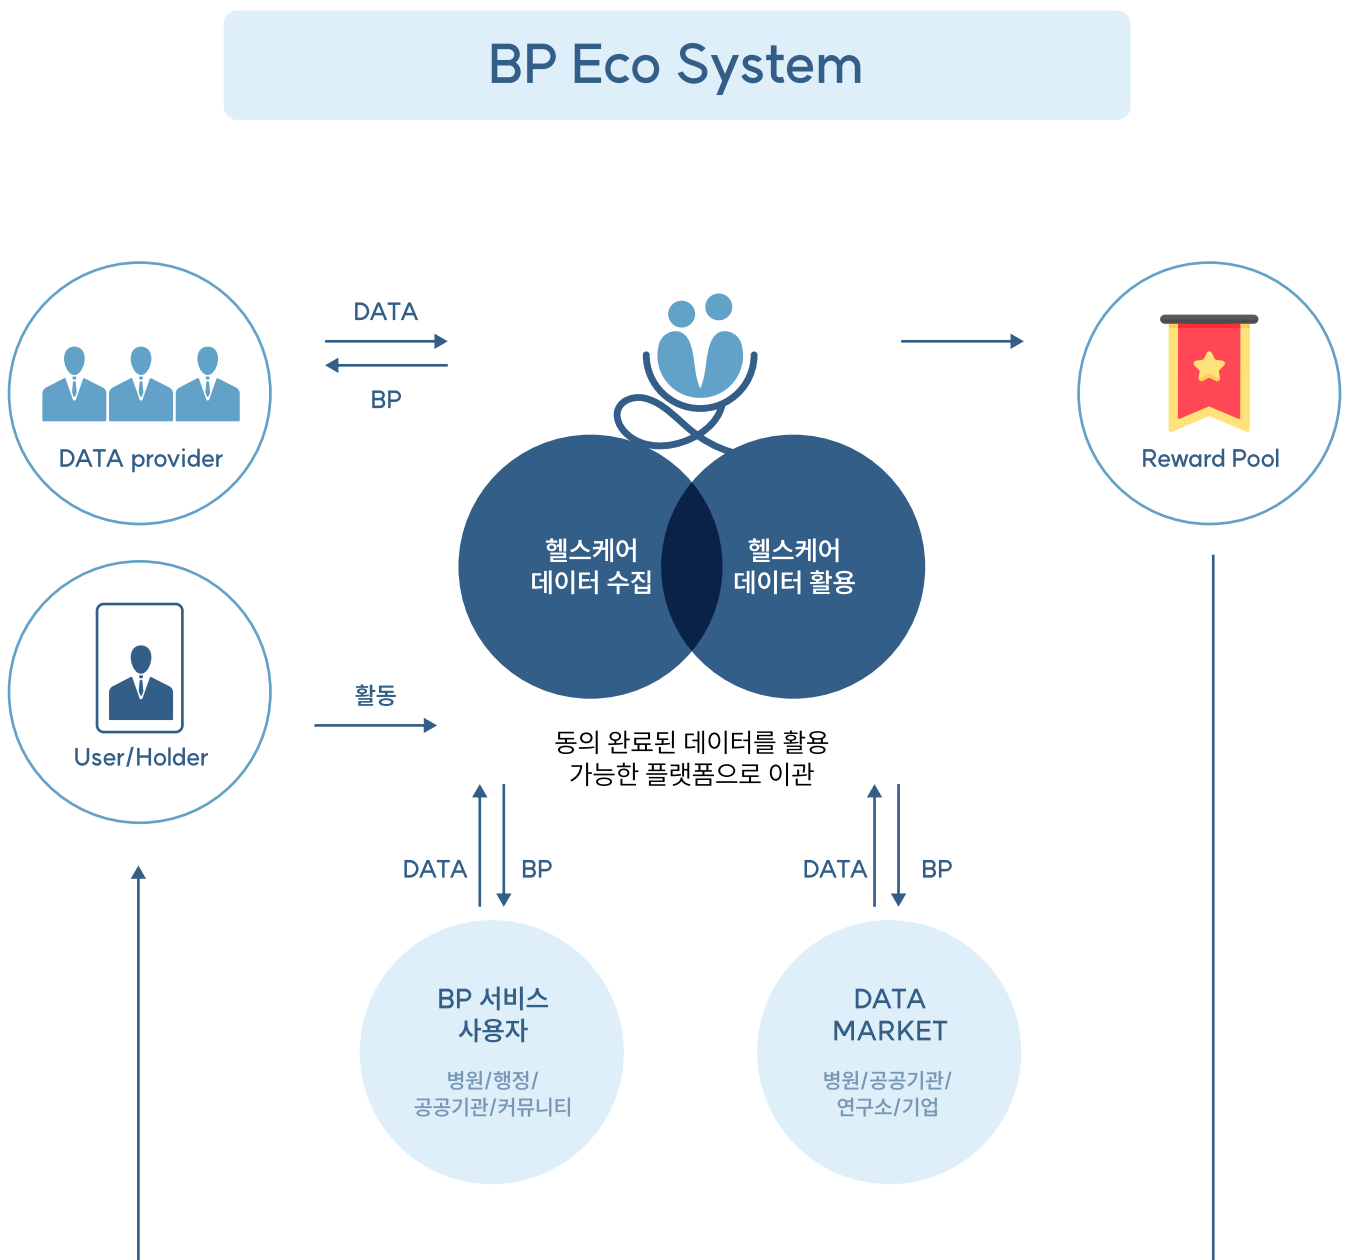 BP Eco System
DATA
BP
DATA provider
Reward Pool
헬스케어
데이터 수집
헬스케어
데이터 활용
User/Holder
활동
동의 완료된 데이터를 활용
가능한 플랫폼으로 이관
DATA
BP
DATA
BP
BP 서비스
사용자
병원/행정/
공공기관/커뮤니티
DATA
MARKET
병원/공공기관/
연구소/기업